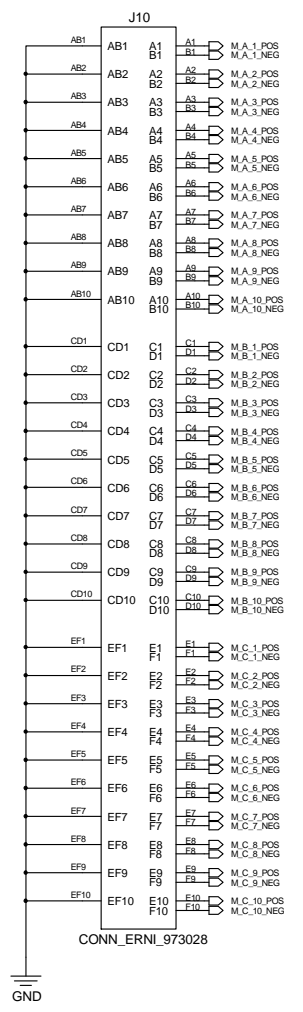 J10
AB1 AB1 A1 A1 M_A_1_POS
B1 B1 M_A_1_NEG
AB2 AB2 A2 A2 M_A_2_POS
B2 B2 M_A_2_NEG
AB3 AB3 A3 A3 M_A_3_POS
B3 B3 M_A_3_NEG
AB4 AB4 A4 A4 M_A_4_POS
B4 B4 M_A_4_NEG
AB5 AB5 A5 A5 M_A_5_POS
B5 B5 M_A_5_NEG
AB6 AB6 A6 A6 M_A_6_POS
B6 B6 M_A_6_NEG
AB7 AB7 A7 A7 M_A_7_POS
B7 B7 M_A_7_NEG
AB8 AB8 A8 A8 M_A_8_POS
B8 B8 M_A_8_NEG
AB9 AB9 A9 A9 M_A_9_POS
B9 B9 M_A_9_NEG
AB10 AB10 A10 A10 M_A_10_POS
B10 B10 M_A_10_NEG
CD1 CD1 C1 C1 M_B_1_POS
D1 D1 M_B_1_NEG
CD2 CD2 C2 C2 M_B_2_POS
D2 D2 M_B_2_NEG
CD3 CD3 C3 C3 M_B_3_POS
D3 D3 M_B_3_NEG
CD4 CD4 C4 C4 M_B_4_POS
D4 D4 M_B_4_NEG
CD5 CD5 C5 C5 M_B_5_POS
D5 D5 M_B_5_NEG
CD6 CD6 C6 C6 M_B_6_POS
D6 D6 M_B_6_NEG
CD7 CD7 C7 C7 M_B_7_POS
D7 D7 M_B_7_NEG
CD8 CD8 C8 C8 M_B_8_POS
D8 D8 M_B_8_NEG
CD9 CD9 C9 C9 M_B_9_POS
D9 D9 M_B_9_NEG
CD10 CD10 C10 C10 M_B_10_POS
D10 D10 M_B_10_NEG
EF1 EF1 E1 E1 M_C_1_POS
F1 F1 M_C_1_NEG
EF2 EF2 E2 E2 M_C_2_POS
F2 F2 M_C_2_NEG
EF3 EF3 E3 E3 M_C_3_POS
F3 F3 M_C_3_NEG
EF4 EF4 E4 E4 M_C_4_POS
F4 F4 M_C_4_NEG
EF5 EF5 E5 E5 M_C_5_POS
F5 F5 M_C_5_NEG
EF6 EF6 E6 E6 M_C_6_POS
F6 F6 M_C_6_NEG
EF7 EF7 E7 E7 M_C_7_POS
F7 F7 M_C_7_NEG
EF8 EF8 E8 E8 M_C_8_POS
F8 F8 M_C_8_NEG
EF9 EF9 E9 E9 M_C_9_POS
F9 F9 M_C_9_NEG
EF10 EF10 E10 E10 M_C_10_POS
F10 F10 M_C_10_NEG
CONN_ERNI_973028
GND